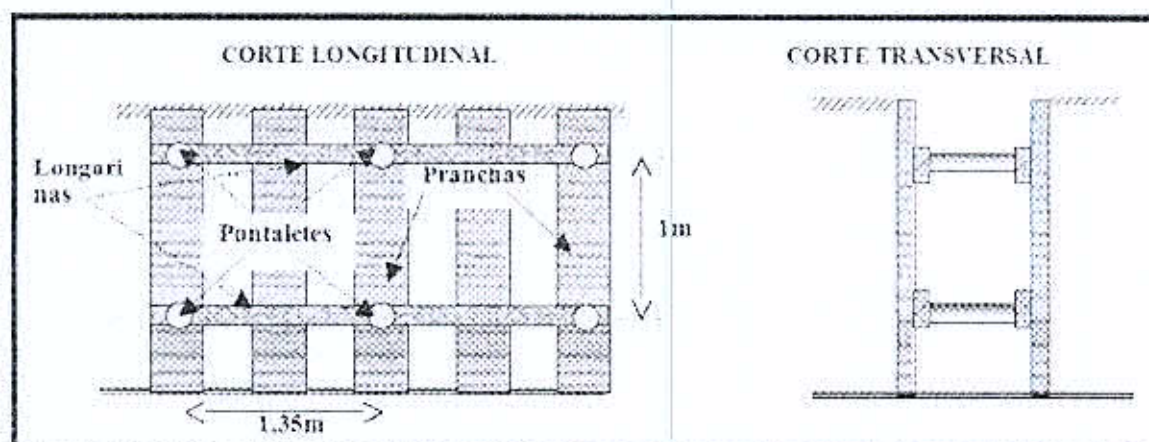 CORTE LONGITUDINAL
CORTE TRANSVERSAL
Longari
nas
Pranchas
Pontaletes
1m
1,35m